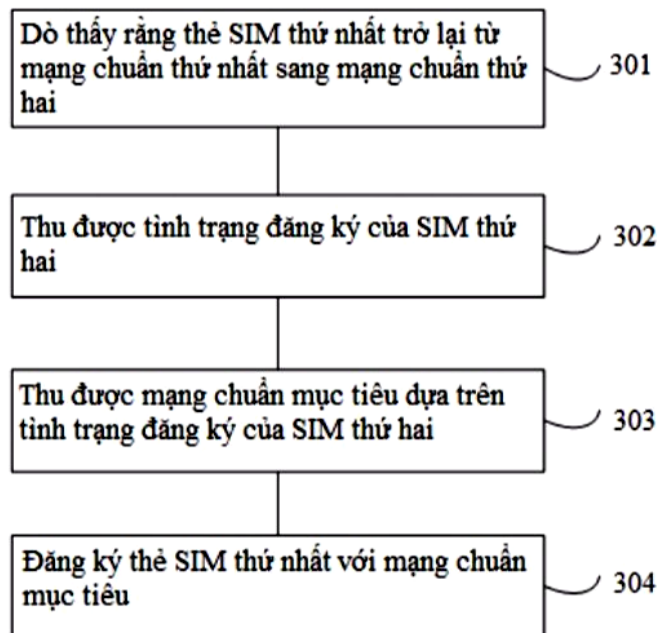 Dò thấy rằng thẻ SIM thứ nhất trở lại từ
mạng chuẩn thứ nhất sang mạng chuẩn thứ
hai
301
Thu được tình trạng đăng ký của SIM thứ
hai
302
Thu được mạng chuẩn mục tiêu dựa trên
tình trạng đăng ký của SIM thứ hai
303
Đăng ký thẻ SIM thứ nhất với mạng chuẩn
mục tiêu
304